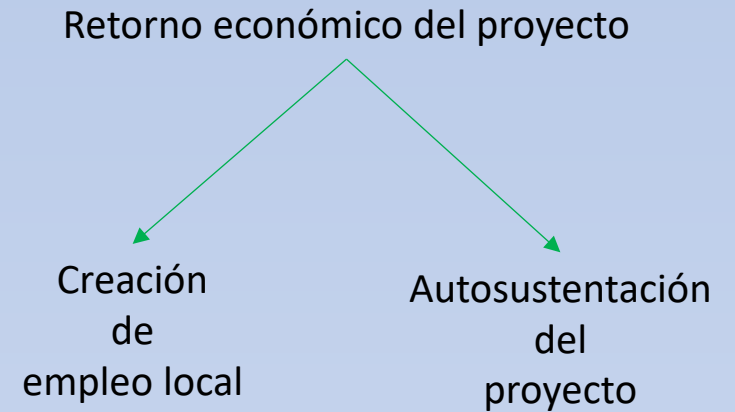 Retorno económico del proyecto
Creación
de
empleo local
Autosustentación
del
proyecto